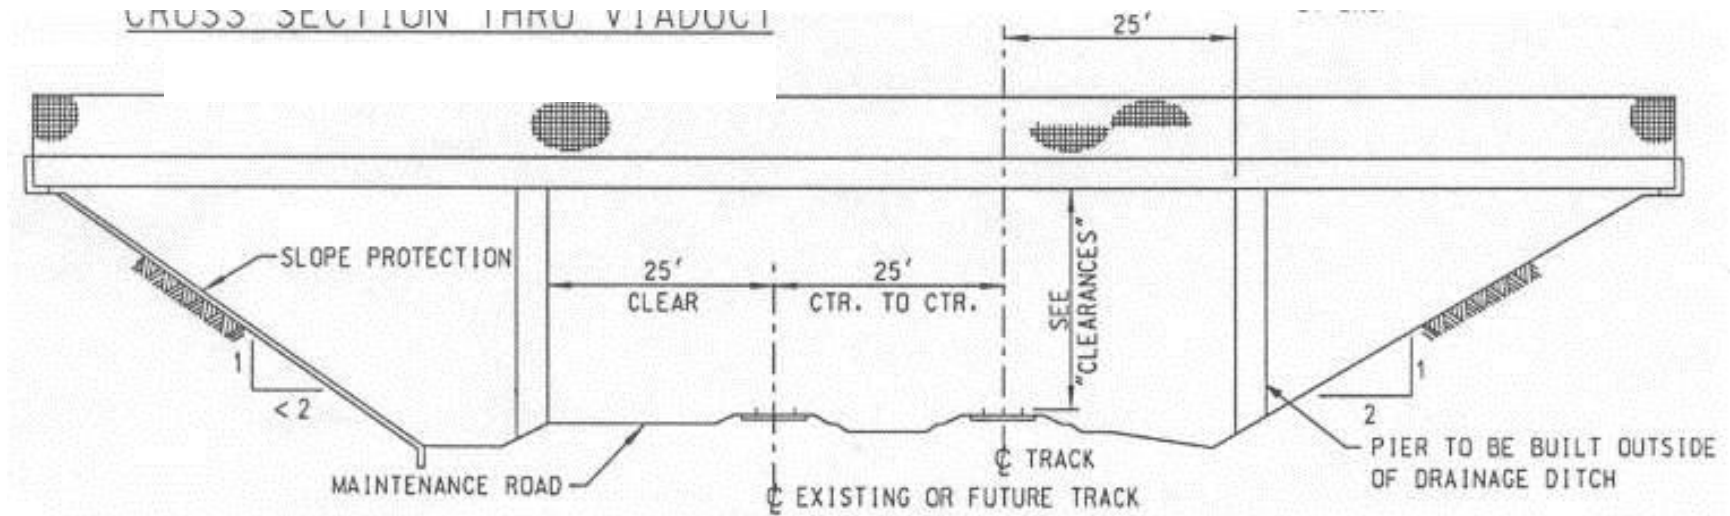 CROSS SECTION THRU VIADUCT
25'
SLOPE PROTECTION
25'
CLEAR
25'
CTR. TO CTR.
SEE
"CLEARANCES"
1
< 2
1
2
℄ TRACK
PIER TO BE BUILT OUTSIDE
OF DRAINAGE DITCH
MAINTENANCE ROAD
℄ EXISTING OR FUTURE TRACK